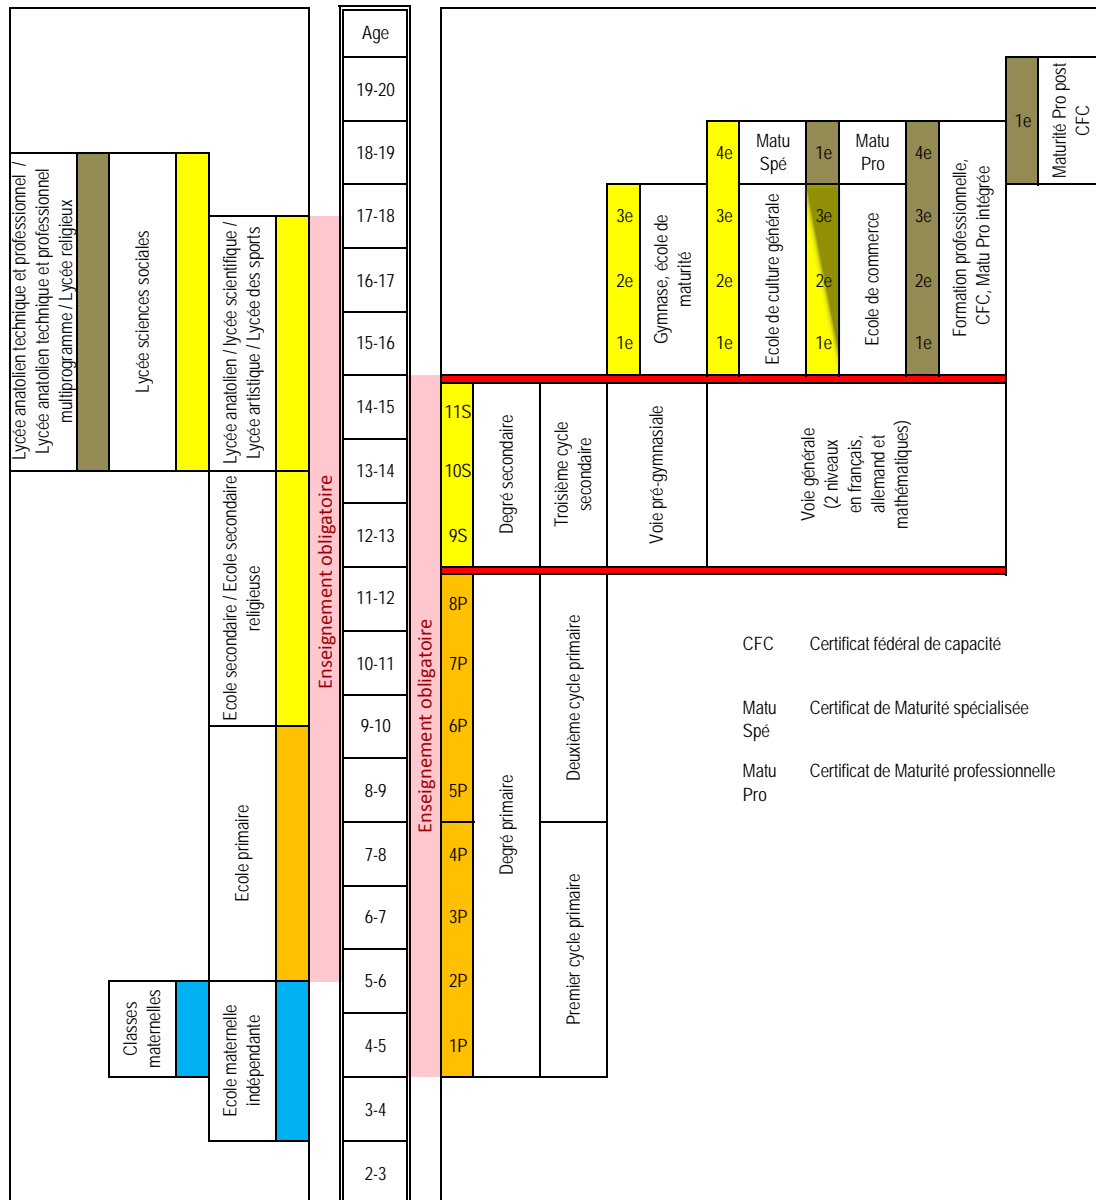 Lycée anatolien technique et professionnel /
Lycée anatolien technique et professionnel
multiprogramme / Lycée religieux
Lycée sciences sociales
Lycée anatolien / lycée scientifique /
Lycée artistique / Lycée des sports
Ecole secondaire / Ecole secondaire
religieuse
Ecole primaire
Classes
maternelles
Ecole maternelle
indépendante
Enseignement obligatoire
Age
19-20
18-19
17-18
16-17
15-16
14-15
13-14
12-13
11-12
10-11
9-10
8-9
7-8
6-7
5-6
4-5
3-4
2-3
Enseignement obligatoire
11S
10S
9S
8P
7P
6P
5P
4P
3P
2P
1P
Degré secondaire
Degré primaire
Troisième cycle
secondaire
Deuxième cycle primaire
Premier cycle primaire
3e
2e
1e
Gymnase, école de
maturité
Voie pré-gymnasiale
4e
3e
2e
1e
Matu
Spé
Ecole de culture générale
1e
3e
2e
1e
Matu
Pro
Ecole de commerce
4e
3e
2e
1e
Formation professionnelle,
CFC, Matu Pro intégrée
1e
Maturité Pro post
CFC
Voie générale
(2 niveaux
en français,
allemand et
mathématiques)
CFC Certificat fédéral de capacité
Matu Certificat de Maturité spécialisée
Spé
Matu Certificat de Maturité professionnelle
Pro